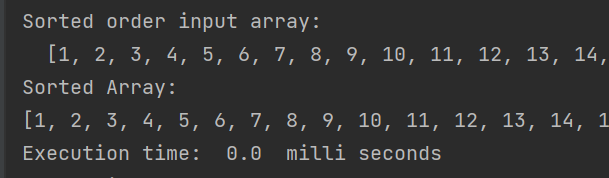 Sorted order input array:
[1, 2, 3, 4, 5, 6, 7, 8, 9, 10, 11, 12, 13, 14,
Sorted Array:
[1, 2, 3, 4, 5, 6, 7, 8, 9, 10, 11, 12, 13, 14, 1
Execution time:  0.0  milli seconds